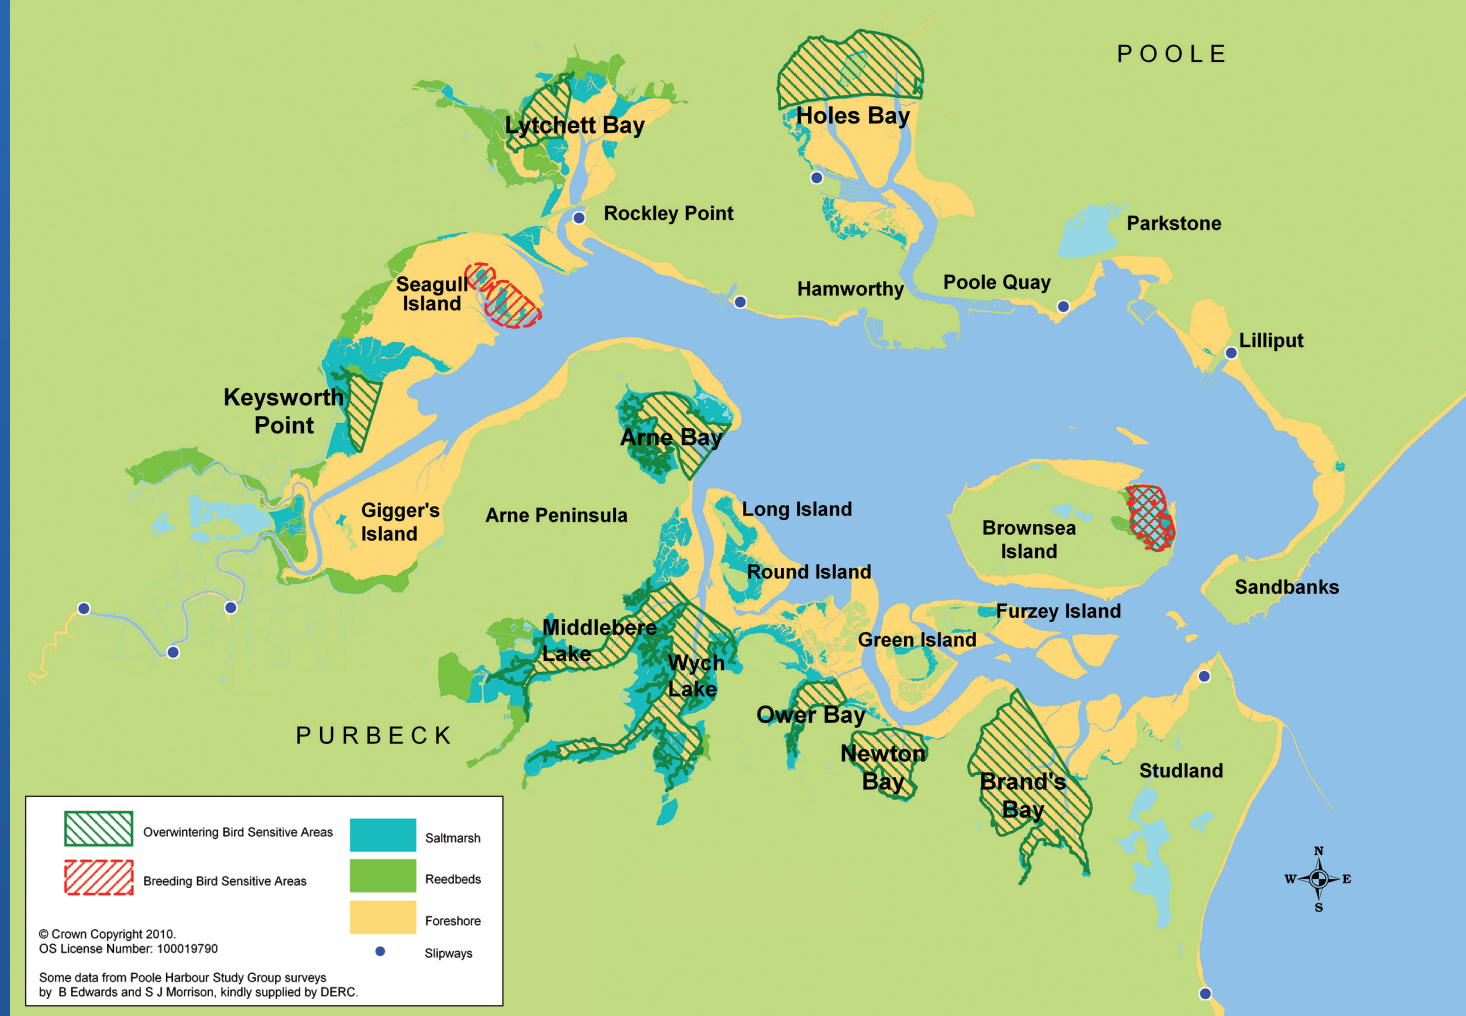 POOLE
Lytchett Bay
Holes Bay
Rockley Point
Parkstone
Seagull
Island
Hamworthy
Poole Quay
Lilliput
Keysworth
Point
Arne Bay
Gigger's
Island
Arne Peninsula
Long Island
Brownsea
Island
Round Island
Sandbanks
Furzey Island
Middlebere
Lake
Green Island
Wych
Lake
Ower Bay
PURBECK
Newton
Bay
Brand's
Bay
Studland
Overwintering Bird Sensitive Areas
Breeding Bird Sensitive Areas
Saltmarsh
Reedbeds
Foreshore
Slipways
© Crown Copyright 2010.
OS License Number: 100019790
Some data from Poole Harbour Study Group surveys
by B Edwards and S J Morrison, kindly supplied by DERC.
N
W E
S